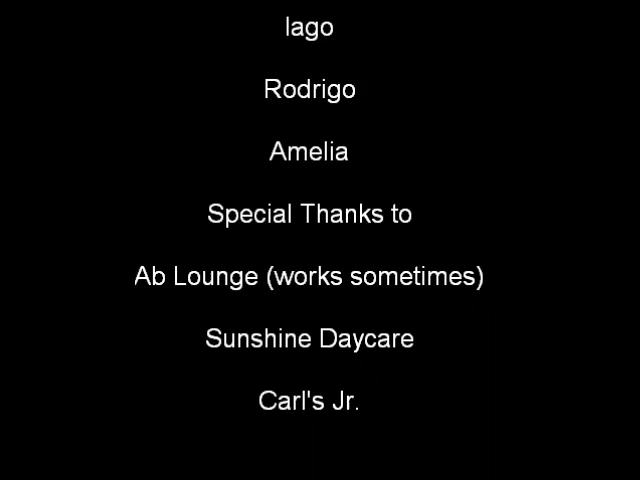 Iago
Rodrigo
Amelia
Special Thanks to
Ab Lounge (works sometimes)
Sunshine Daycare
Carl's Jr.